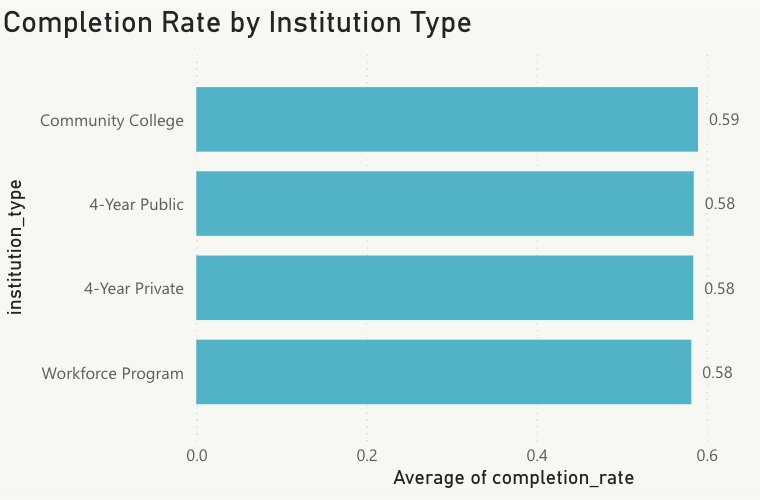 Completion Rate by Institution Type
institution_type
Community College 0.59
4-Year Public 0.58
4-Year Private 0.58
Workforce Program 0.58
0.0 0.2 0.4 0.6
Average of completion_rate